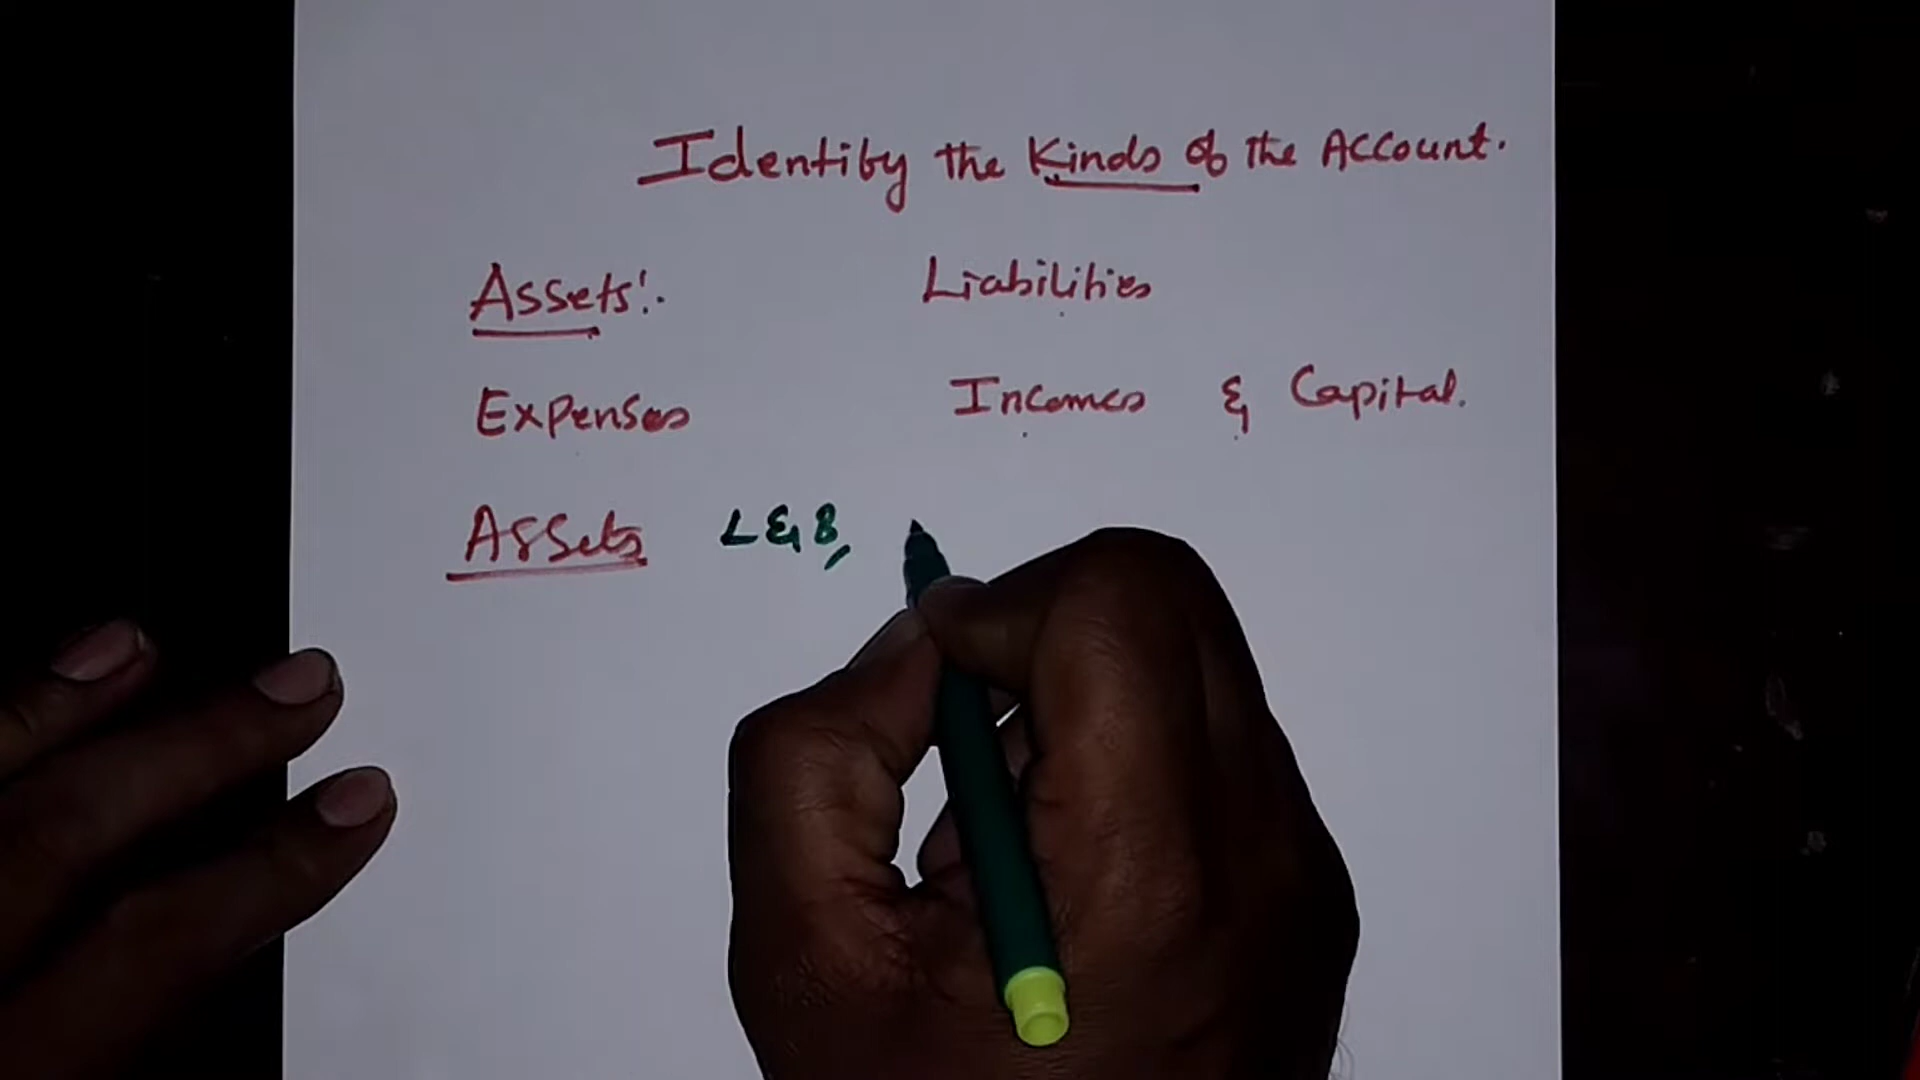 Identify the Kinds of the Account.
Assets:. Liabilities
Expenses Incomes & Capital.
Assets L&B,